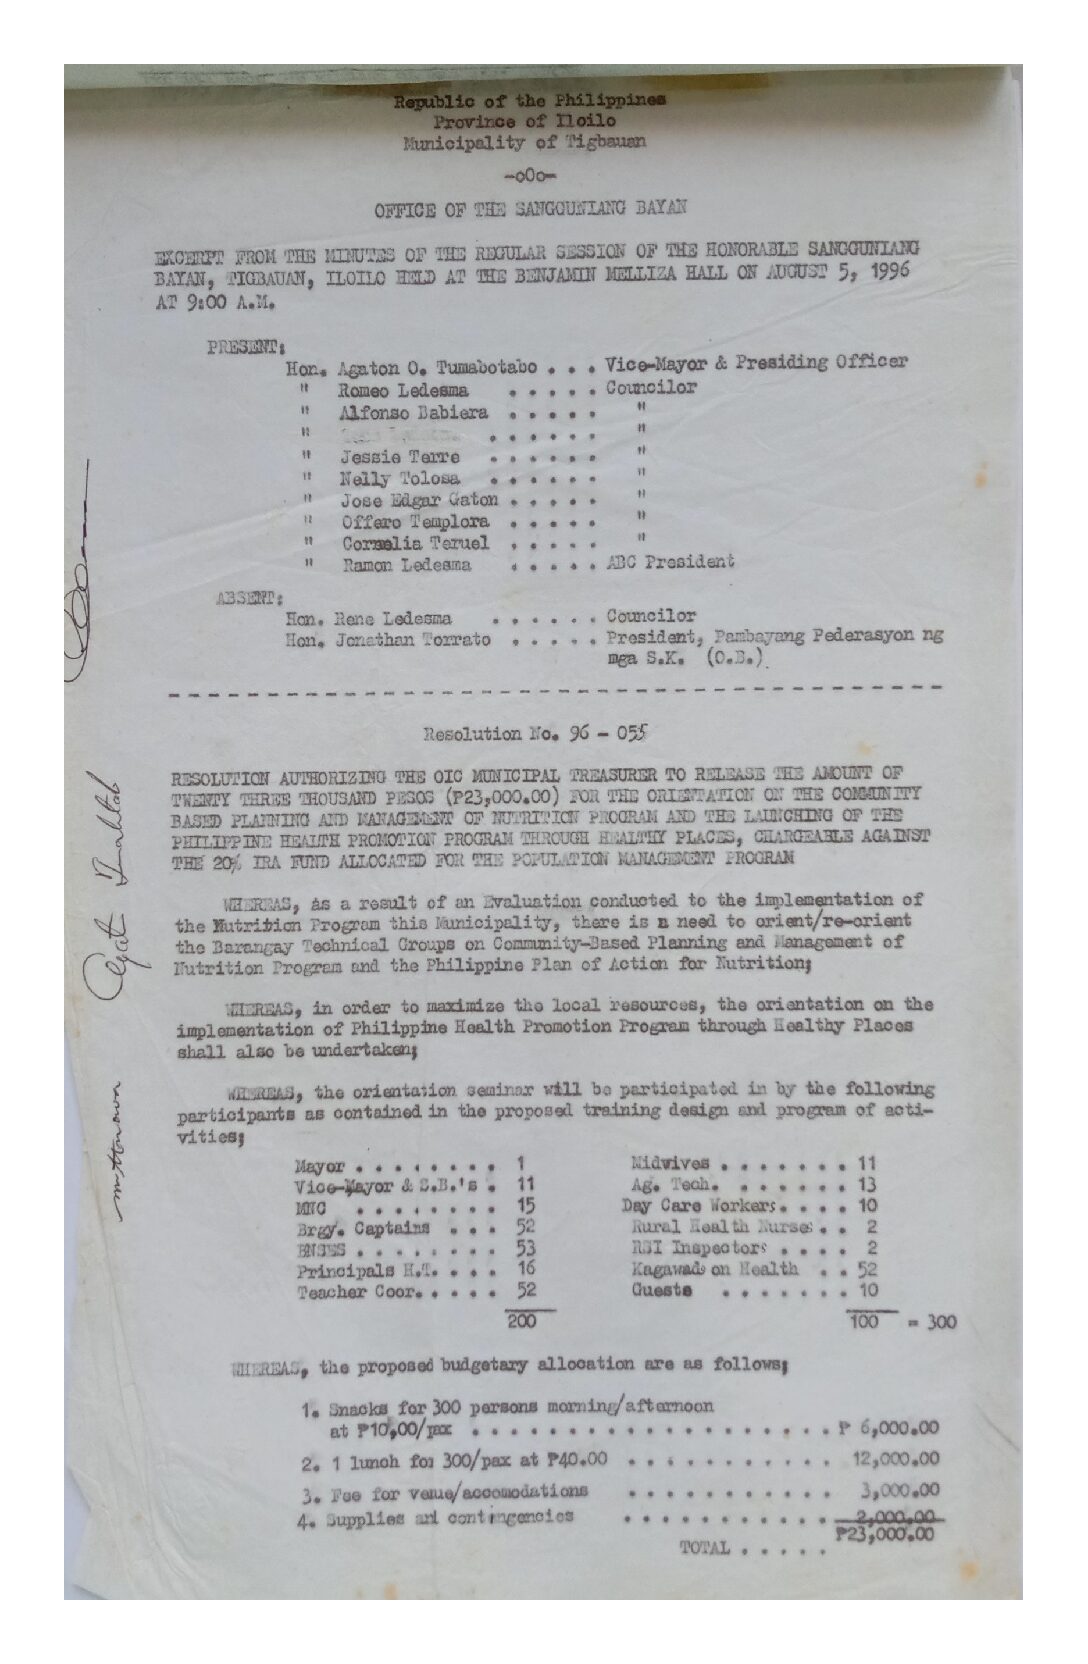 Republic of the Philippines
Province of Iloilo
Municipality of Tigbauan
-oOo-
OFFICE OF THE SANGGUNIANG BAYAN
EXCERPT FROM THE MINUTES OF THE REGULAR SESSION OF THE HONORABLE SANGGUNIANG
BAYAN, TIGBAUAN, ILOILO HELD AT THE BENJAMIN MELLIZA HALL ON AUGUST 5, 1996
AT 9:00 A.M.
PRESENT:
Hon. Agaton O. Tumabotabo . . . Vice-Mayor & Presiding Officer
" Romeo Ledesma . . . . . Councilor
" Alfonso Babiera . . . . . "
" . . . . . . "
" Jessie Terre . . . . . . "
" Nelly Tolosa . . . . . . "
" Jose Edgar Gaton . . . . . "
" Offero Templora . . . . . "
" Cornelia Teruel . . . . . "
" Ramon Ledesma . . . . . ABC President
ABSENT:
Hon. Rene Ledesma . . . . . . Councilor
Hon. Jonathan Torrato . . . . . President, Pambayang Pederasyon ng
mga S.K. (O.B.)
Resolution No. 96 - 055
RESOLUTION AUTHORIZING THE OIC MUNICIPAL TREASURER TO RELEASE THE AMOUNT OF
TWENTY THREE THOUSAND PESOS (₱23,000.00) FOR THE ORIENTATION ON THE COMMUNITY
BASED PLANNING AND MANAGEMENT OF NUTRITION PROGRAM AND THE LAUNCHING OF THE
PHILIPPINE HEALTH PROMOTION PROGRAM THROUGH HEALTHY PLACES, CHARGEABLE AGAINST
THE 20% IRA FUND ALLOCATED FOR THE POPULATION MANAGEMENT PROGRAM
WHEREAS, as a result of an Evaluation conducted to the implementation of
the Nutrition Program this Municipality, there is a need to orient/re-orient
the Barangay Technical Groups on Community-Based Planning and Management of
Nutrition Program and the Philippine Plan of Action for Nutrition;
WHEREAS, in order to maximize the local resources, the orientation on the
implementation of Philippine Health Promotion Program through Healthy Places
shall also be undertaken;
WHEREAS, the orientation seminar will be participated in by the following
participants as contained in the proposed training design and program of acti-
vities;
Mayor . . . . . . . . 1 Midwives . . . . . . . 11
Vice-Mayor & S.B.'s . 11 Ag. Tech. . . . . . . 13
MNC . . . . . . . . 15 Day Care Workers. . . . 10
Brgy. Captains . . . 52 Rural Health Nurses . . 2
BNSES . . . . . . . . 53 RSI Inspectors . . . . 2
Principals H.T. . . . 16 Kagawads on Health . . 52
Teacher Coor. . . . . 52 Guests . . . . . . . 10
200 100 = 300
WHEREAS, the proposed budgetary allocation are as follows;
1. Snacks for 300 persons morning/afternoon
at ₱10.00/pax . . . . . . . . . . . . . . . . . . ₱ 6,000.00
2. 1 lunch for 300/pax at ₱40.00 . . . . . . . . . . . 12,000.00
3. Fee for venue/accomodations . . . . . . . . . . . 3,000.00
4. Supplies and contingencies . . . . . . . . . . . 2,000.00
TOTAL . . . . . ₱23,000.00